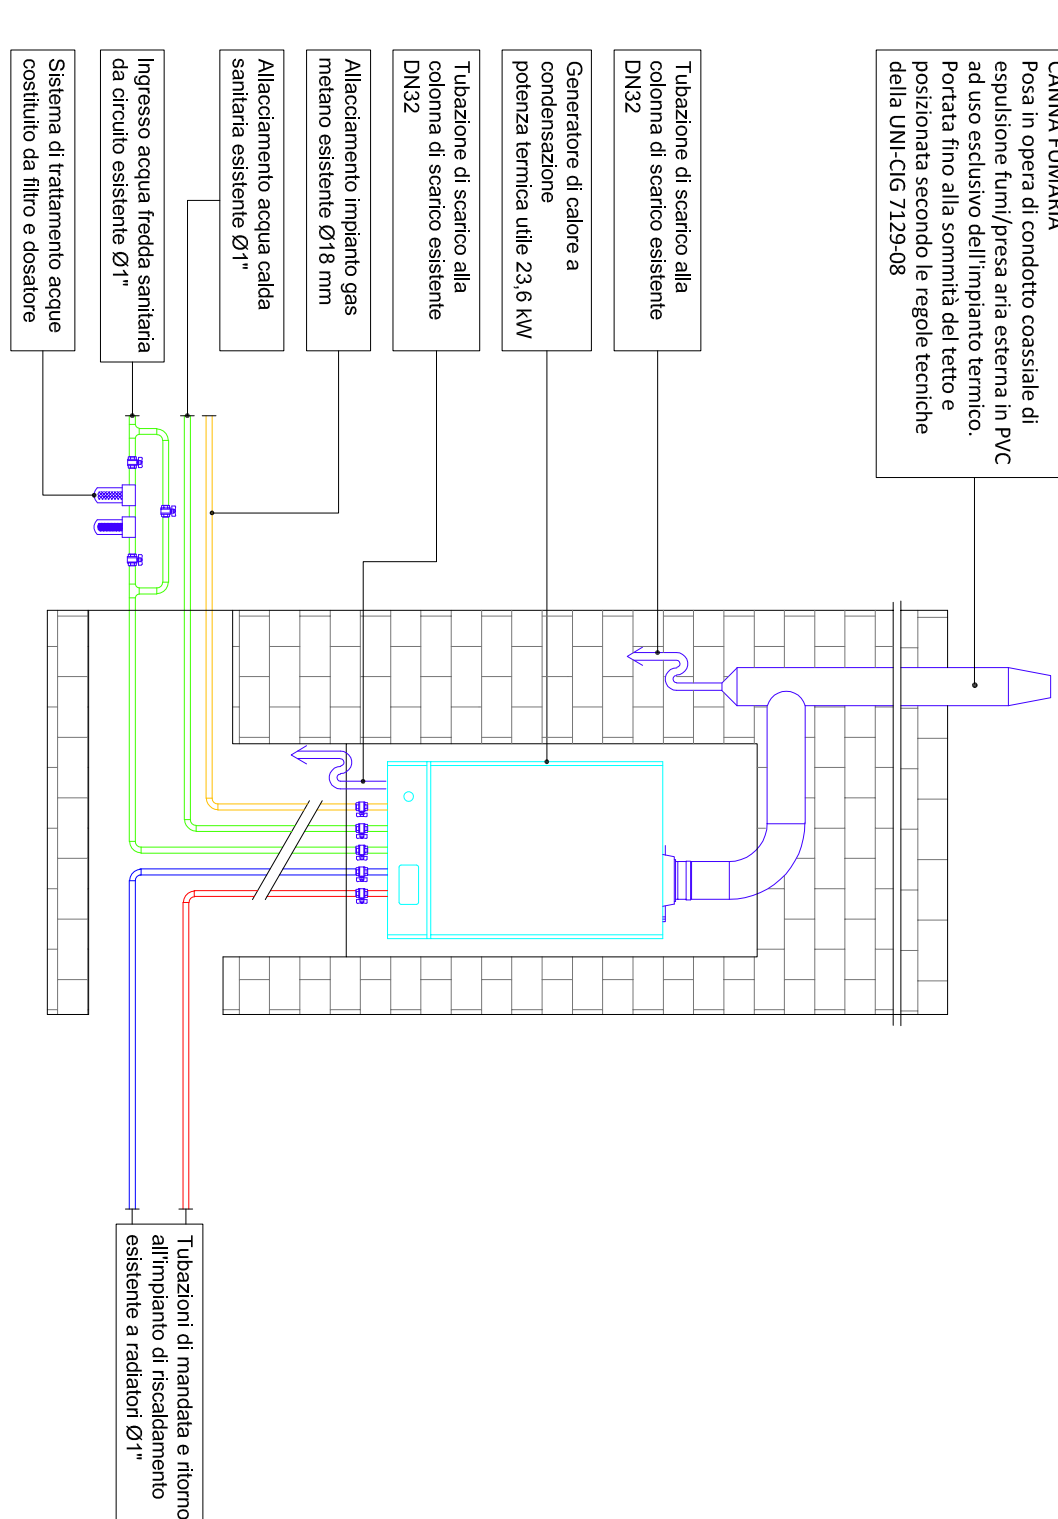 CANNA FUMARIA
Posa in opera di condotto coassiale di
espulsione fumi/presa aria esterna in PVC
ad uso esclusivo dell'impianto termico.
Portata fino alla sommità del tetto e
posizionata secondo le regole tecniche
della UNI-CIG 7129-08
Tubazione di scarico alla
colonna di scarico esistente
DN32
Generatore di calore a
condensazione
potenza termica utile 23,6 kW
Tubazione di scarico alla
colonna di scarico esistente
DN32
Allacciamento impianto gas
metano esistente Ø18 mm
Allacciamento acqua calda
sanitaria esistente Ø1"
Ingresso acqua fredda sanitaria
da circuito esistente Ø1"
Sistema di trattamento acque
costituito da filtro e dosatore
Tubazioni di mandata e ritorno
all'impianto di riscaldamento
esistente a radiatori Ø1"